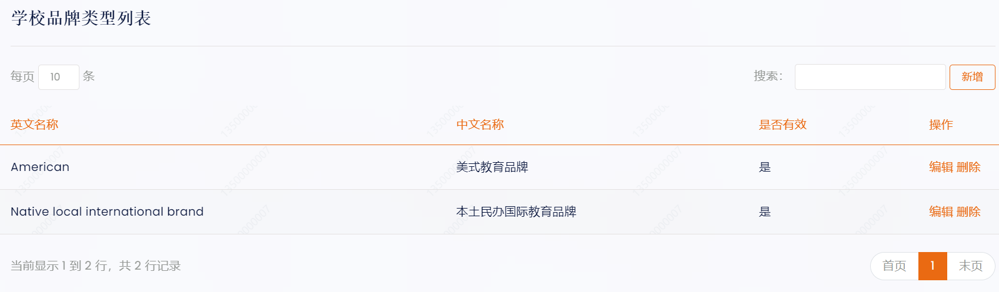 学校品牌类型列表
每页 10 条 搜索： 新增
英文名称 中文名称 是否有效 操作
American 美式教育品牌 是 编辑 删除
Native local international brand 本土民办国际教育品牌 是 编辑 删除
当前显示 1 到 2 行，共 2 行记录 首页 1 末页